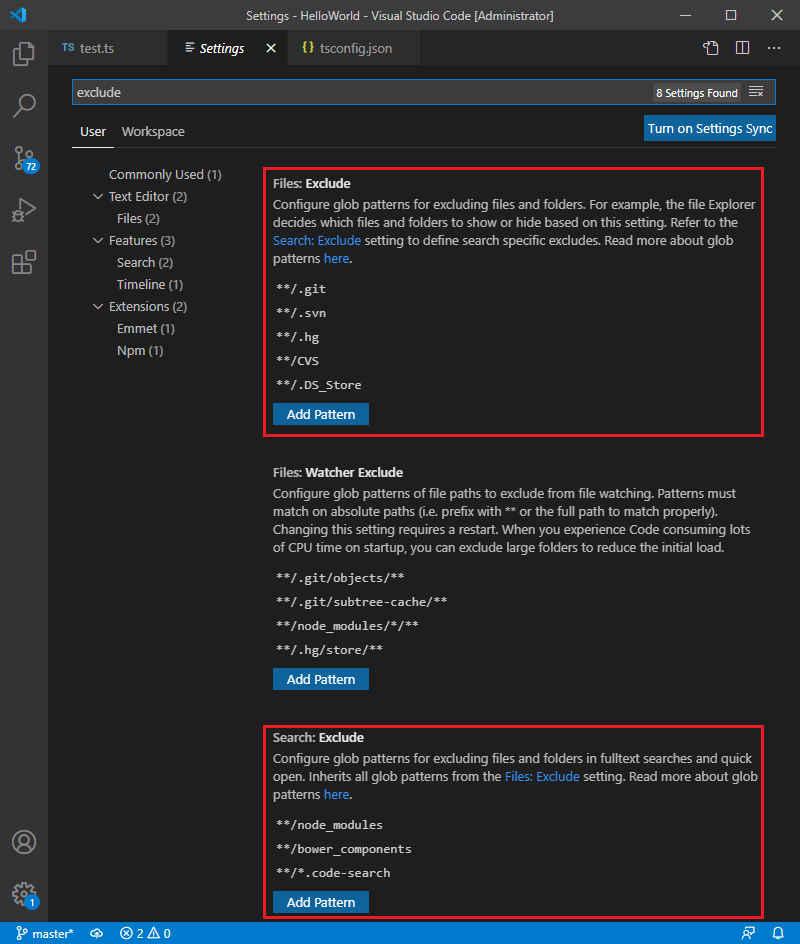 Settings - HelloWorld - Visual Studio Code [Administrator]
TS test.ts
Settings
{} tsconfig.json
exclude
8 Settings Found
User
Workspace
Turn on Settings Sync
72
Commonly Used (1)
Text Editor (2)
Files (2)
Features (3)
Search (2)
Timeline (1)
Extensions (2)
Emmet (1)
Npm (1)
Files: Exclude
Configure glob patterns for excluding files and folders. For example, the file Explorer
decides which files and folders to show or hide based on this setting. Refer to the
Search: Exclude setting to define search specific excludes. Read more about glob
patterns here.
**/.git
**/.svn
**/.hg
**/CVS
**/.DS_Store
Add Pattern
Files: Watcher Exclude
Configure glob patterns of file paths to exclude from file watching. Patterns must
match on absolute paths (i.e. prefix with ** or the full path to match properly).
Changing this setting requires a restart. When you experience Code consuming lots
of CPU time on startup, you can exclude large folders to reduce the initial load.
**/.git/objects/**
**/.git/subtree-cache/**
**/node_modules/*/**
**/.hg/store/**
Add Pattern
Search: Exclude
Configure glob patterns for excluding files and folders in fulltext searches and quick
open. Inherits all glob patterns from the Files: Exclude setting. Read more about glob
patterns here.
**/node_modules
**/bower_components
**/*.code-search
Add Pattern
1
master*
2
0